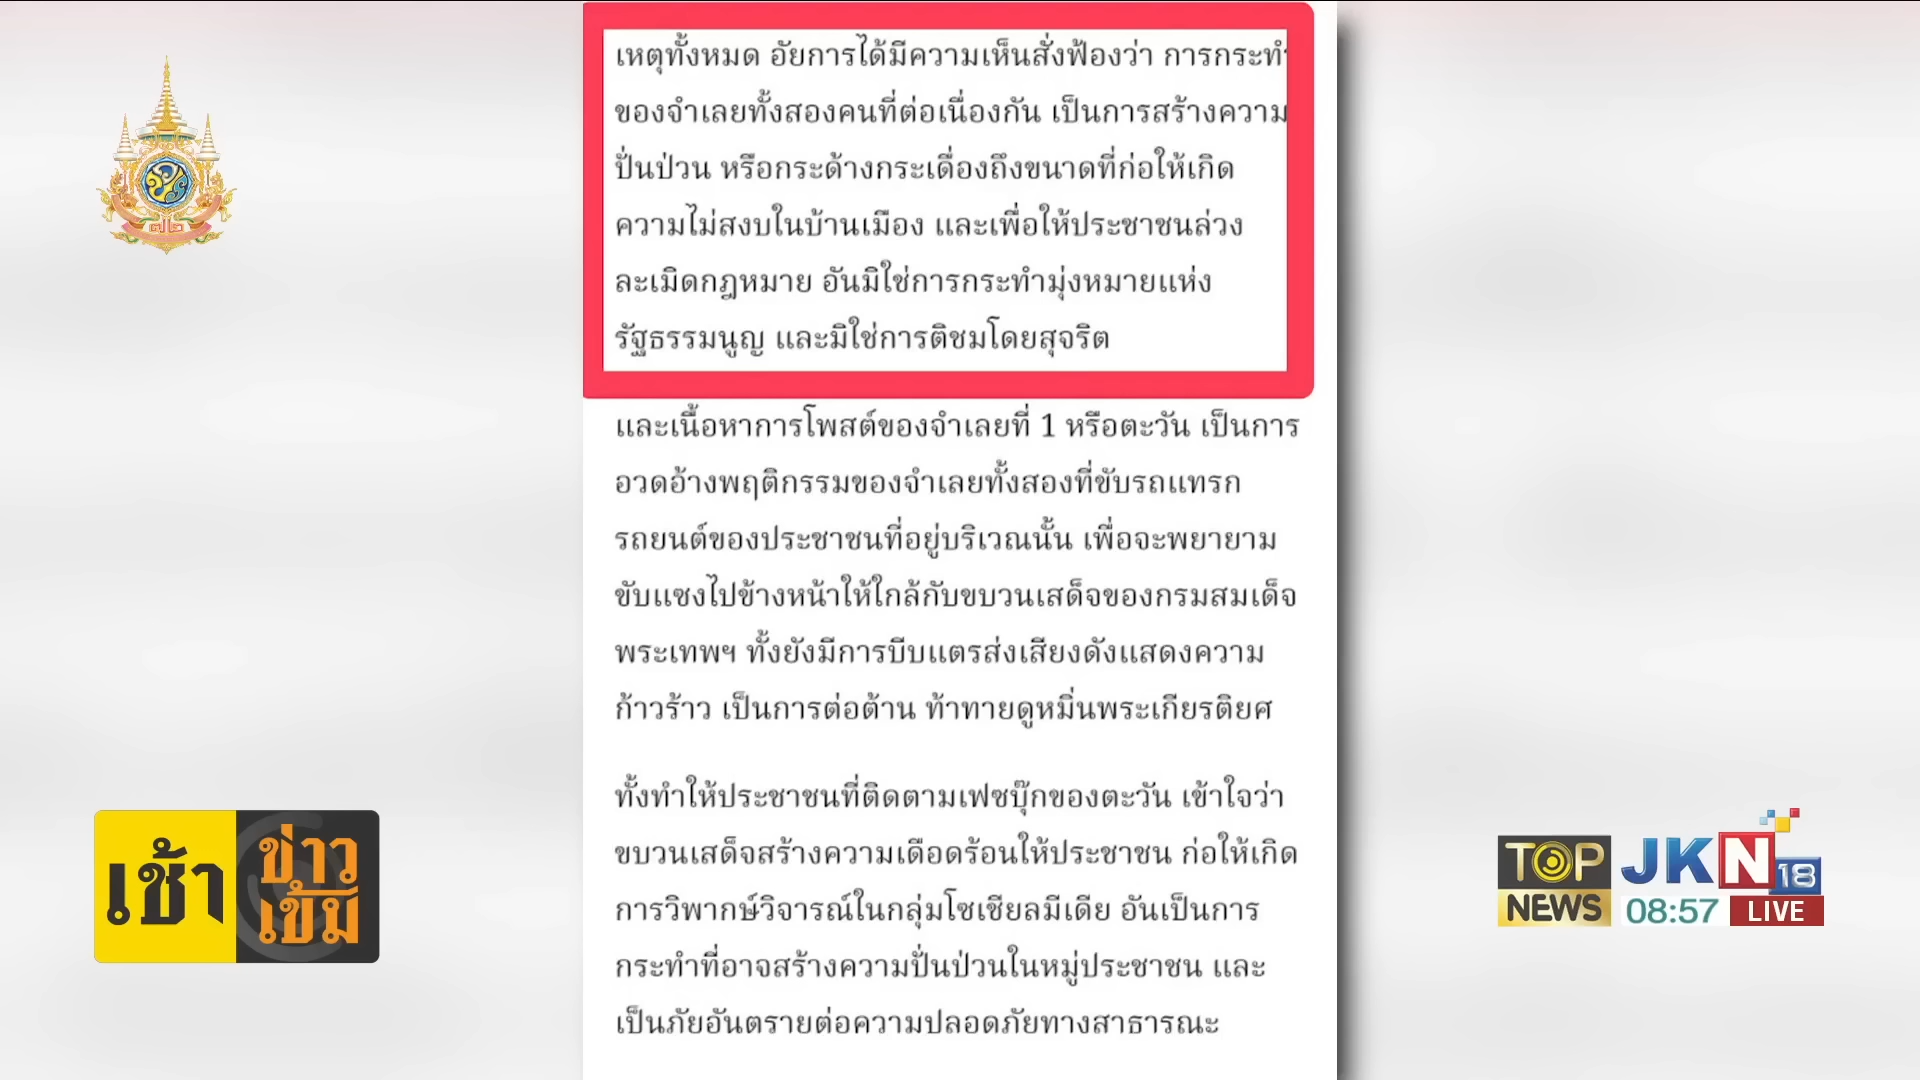 เหตุทั้งหมด อัยการได้มีความเห็นสั่งฟ้องว่า การกระทำ
ของจำเลยทั้งสองคนที่ต่อเนื่องกัน เป็นการสร้างความ
ปั่นป่วน หรือกระด้างกระเดื่องถึงขนาดที่ก่อให้เกิด
ความไม่สงบในบ้านเมือง และเพื่อให้ประชาชนล่วง
ละเมิดกฎหมาย อันมิใช่การกระทำมุ่งหมายแห่ง
รัฐธรรมนูญ และมิใช่การติชมโดยสุจริต
และเนื้อหาการโพสต์ของจำเลยที่ 1 หรือตะวัน เป็นการ
อวดอ้างพฤติกรรมของจำเลยทั้งสองที่ขับรถแทรก
รถยนต์ของประชาชนที่อยู่บริเวณนั้น เพื่อจะพยายาม
ขับแซงไปข้างหน้าให้ใกล้กับขบวนเสด็จของกรมสมเด็จ
พระเทพฯ ทั้งยังมีการบีบแตรส่งเสียงดังแสดงความ
ก้าวร้าว เป็นการต่อต้าน ท้าทายดูหมิ่นพระเกียรติยศ
ทั้งทำให้ประชาชนที่ติดตามเฟซบุ๊กของตะวัน เข้าใจว่า
ขบวนเสด็จสร้างความเดือดร้อนให้ประชาชน ก่อให้เกิด
การวิพากษ์วิจารณ์ในกลุ่มโซเชียลมีเดีย อันเป็นการ
กระทำที่อาจสร้างความปั่นป่วนในหมู่ประชาชน และ
เป็นภัยอันตรายต่อความปลอดภัยทางสาธารณะ
เช้า
ข่าว
เข้ม
TOP
NEWS
JKN
18
08:57
LIVE